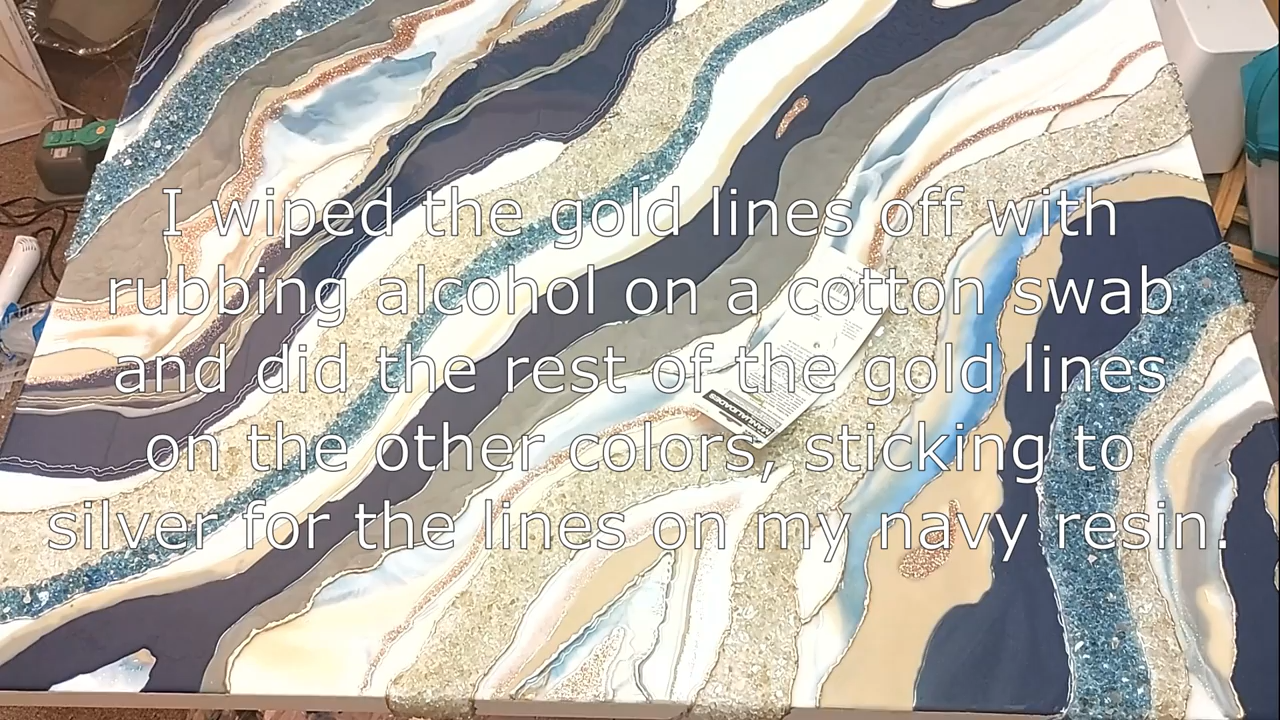 I wiped the gold lines off with
rubbing alcohol on a cotton swab
and did the rest of the gold lines
on the other colors, sticking to
silver for the lines on my navy resin.